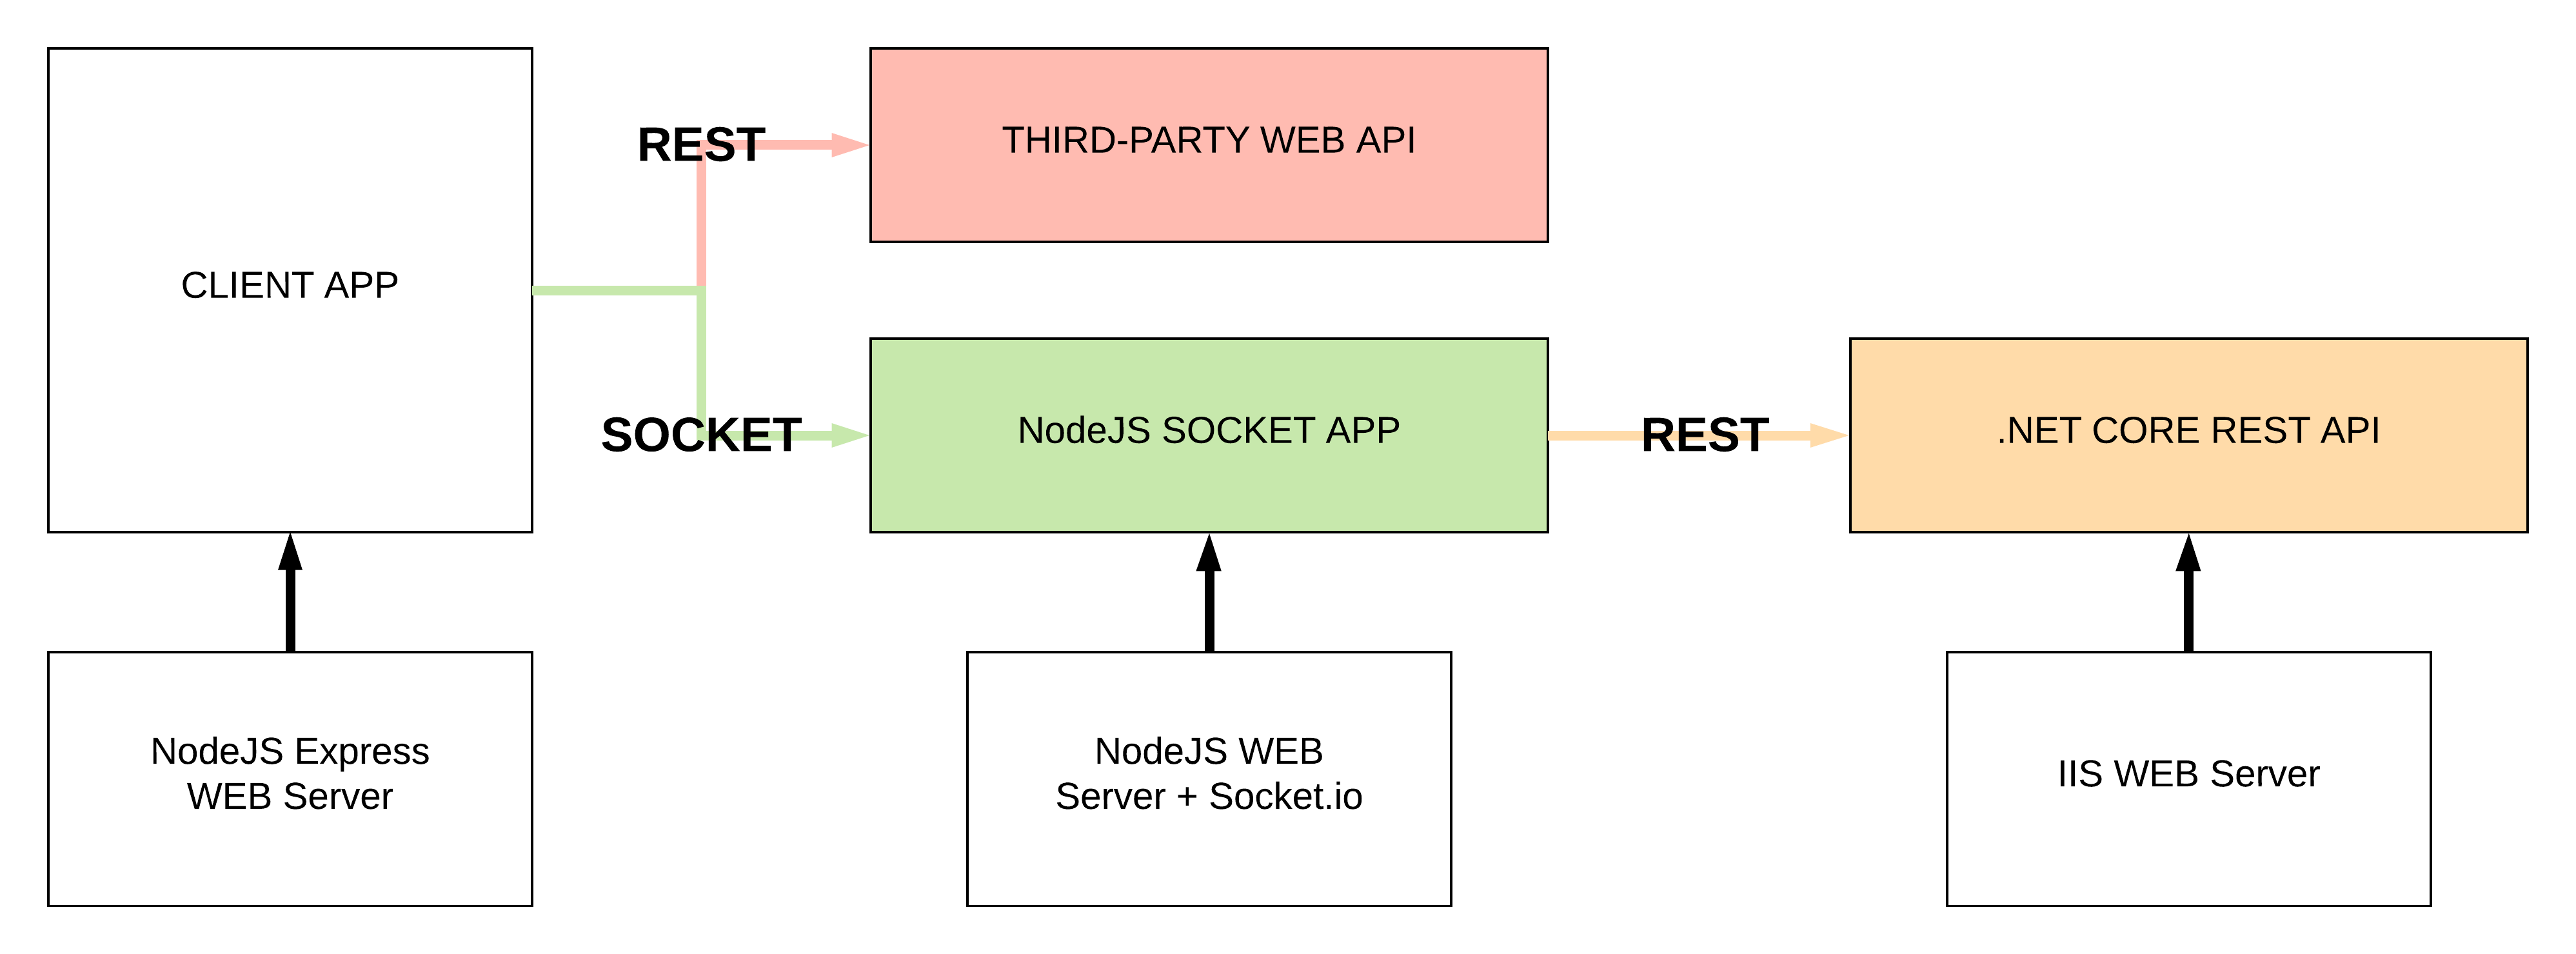 REST
THIRD-PARTY WEB API
CLIENT APP
SOCKET
NodeJS SOCKET APP
REST
.NET CORE REST API
NodeJS Express
WEB Server
NodeJS WEB
Server + Socket.io
IIS WEB Server